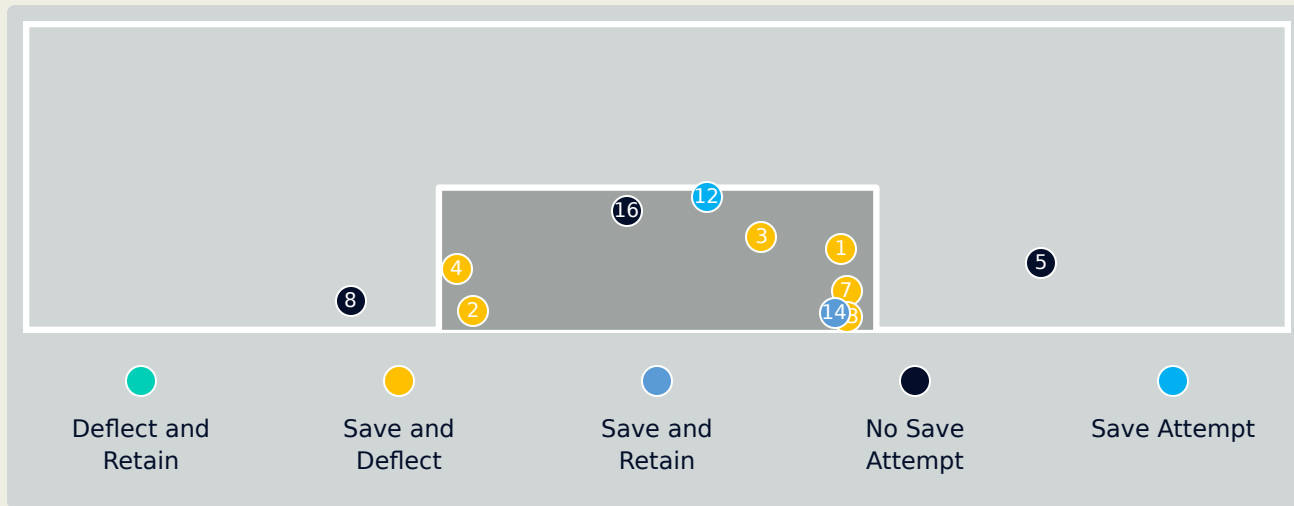 12
16
3
1
5
4
7
8
2
14
Deflect and
Retain
Save and
Deflect
Save and
Retain
No Save
Attempt
Save Attempt